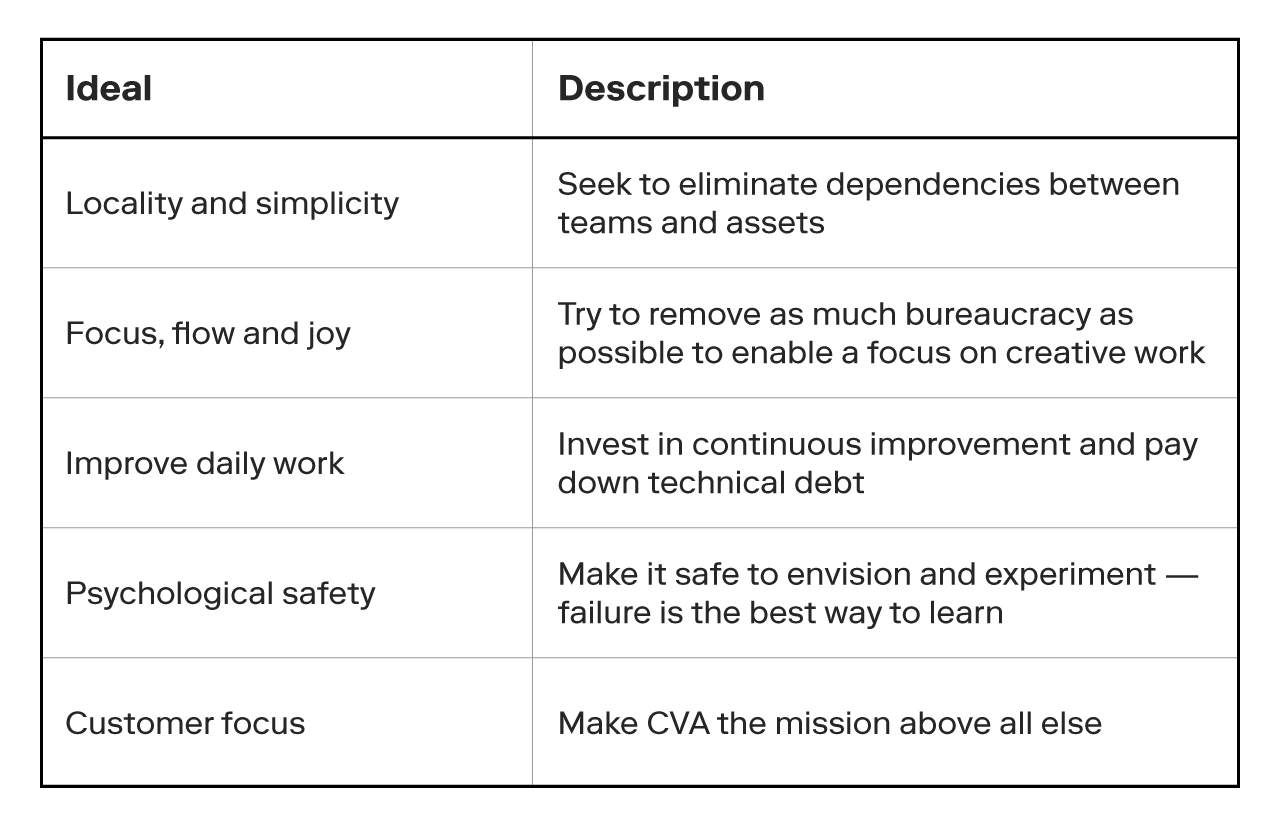 Ideal
Description
Locality and simplicity
Seek to eliminate dependencies between
teams and assets
Focus, flow and joy
Try to remove as much bureaucracy as
possible to enable a focus on creative work
Improve daily work
Invest in continuous improvement and pay
down technical debt
Psychological safety
Make it safe to envision and experiment —
failure is the best way to learn
Customer focus
Make CVA the mission above all else